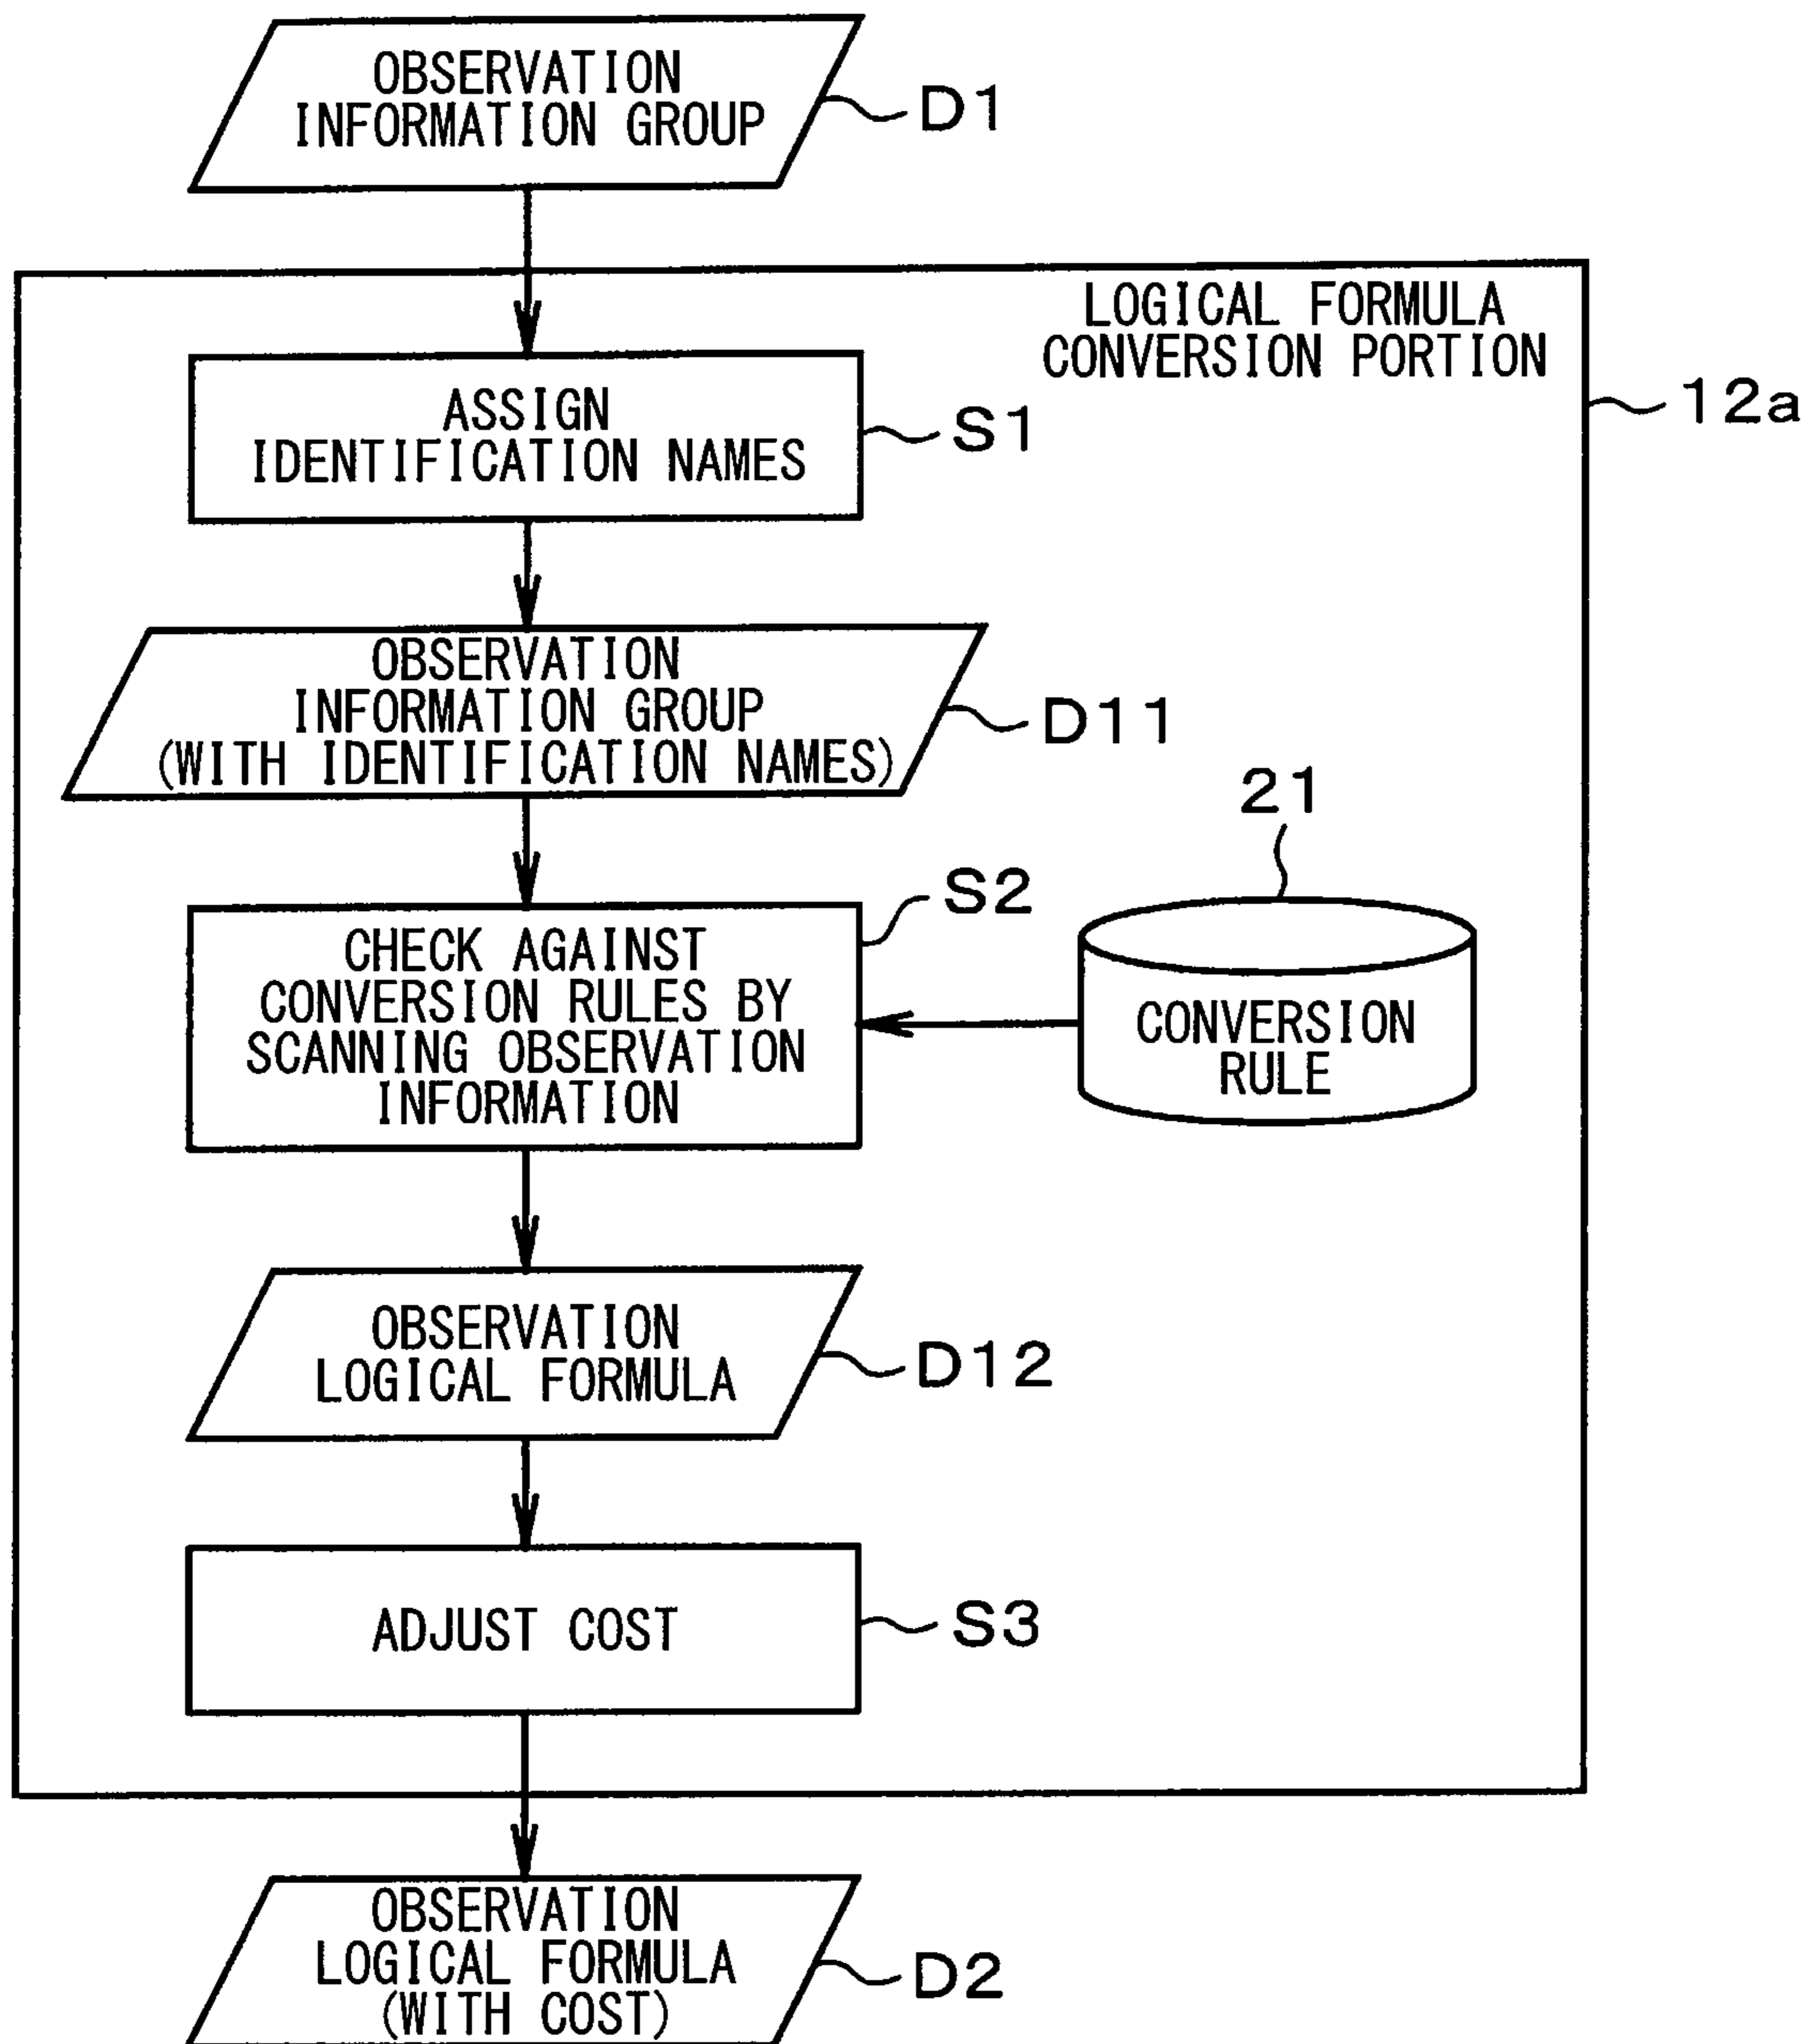 OBSERVATION
INFORMATION GROUP
D1
LOGICAL FORMULA
CONVERSION PORTION
12a
ASSIGN
IDENTIFICATION NAMES
S1
OBSERVATION
INFORMATION GROUP
(WITH IDENTIFICATION NAMES)
D11
21
S2
CHECK AGAINST
CONVERSION RULES BY
SCANNING OBSERVATION
INFORMATION
CONVERSION
RULE
OBSERVATION
LOGICAL FORMULA
D12
ADJUST COST
S3
OBSERVATION
LOGICAL FORMULA
(WITH COST)
D2